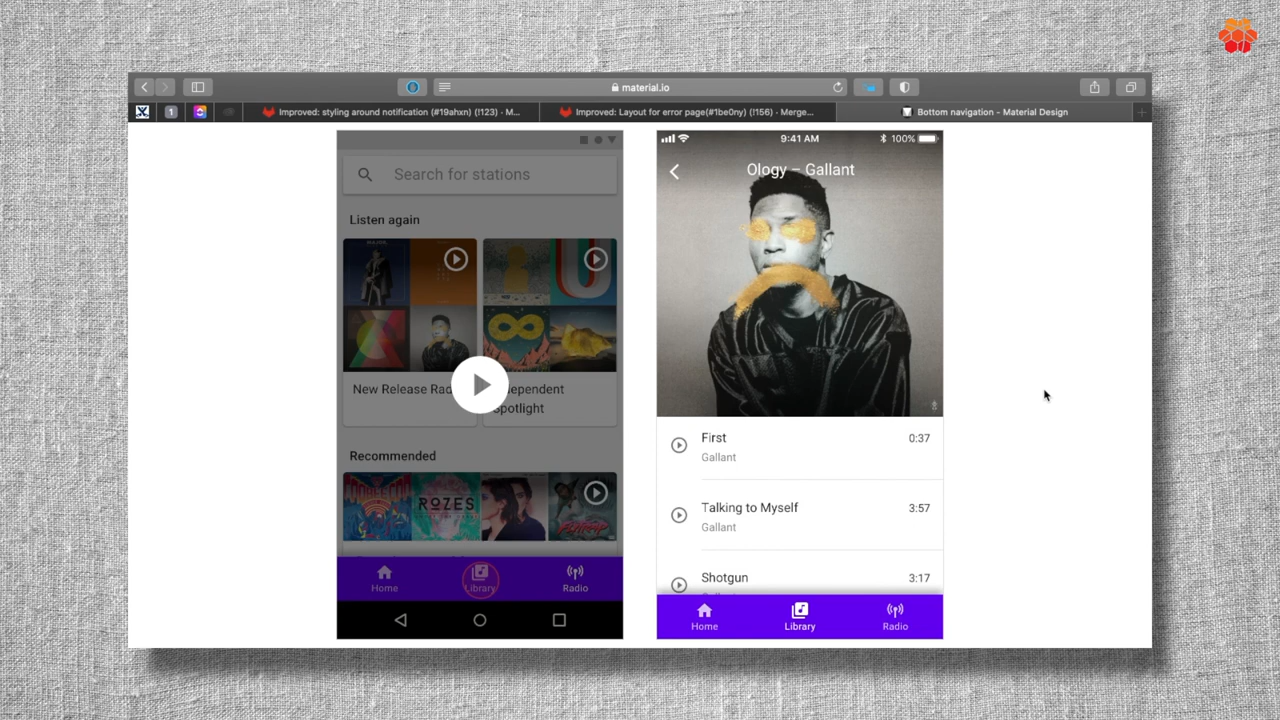 material.io
1
Improved: styling around notification (#19ahxn) (!123) - M...
Improved: Layout for error page(#1be0ny) (!156) - Merge...
Bottom navigation - Material Design
Search for stations
Listen again
New Release Rad
ependent
Spotlight
Recommended
ROZES
Home
Library
Radio
9:41 AM
100%
Ology – Gallant
First
0:37
Gallant
Talking to Myself
3:57
Gallant
Shotgun
3:17
Home
Library
Radio